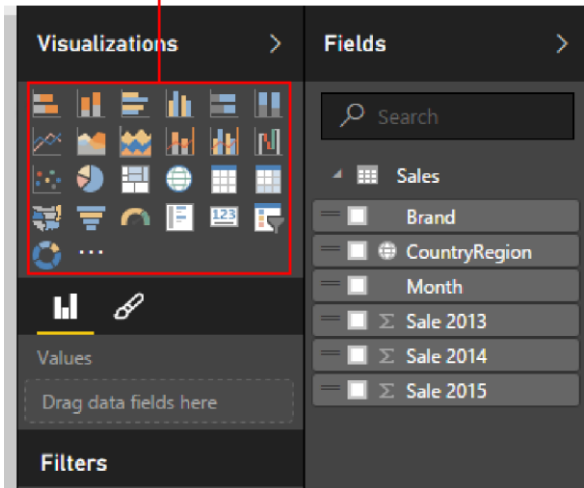 Visualizations >
123
...
Values
Drag data fields here
Filters
Fields >
Search
Sales
Brand
CountryRegion
Month
Σ Sale 2013
Σ Sale 2014
Σ Sale 2015